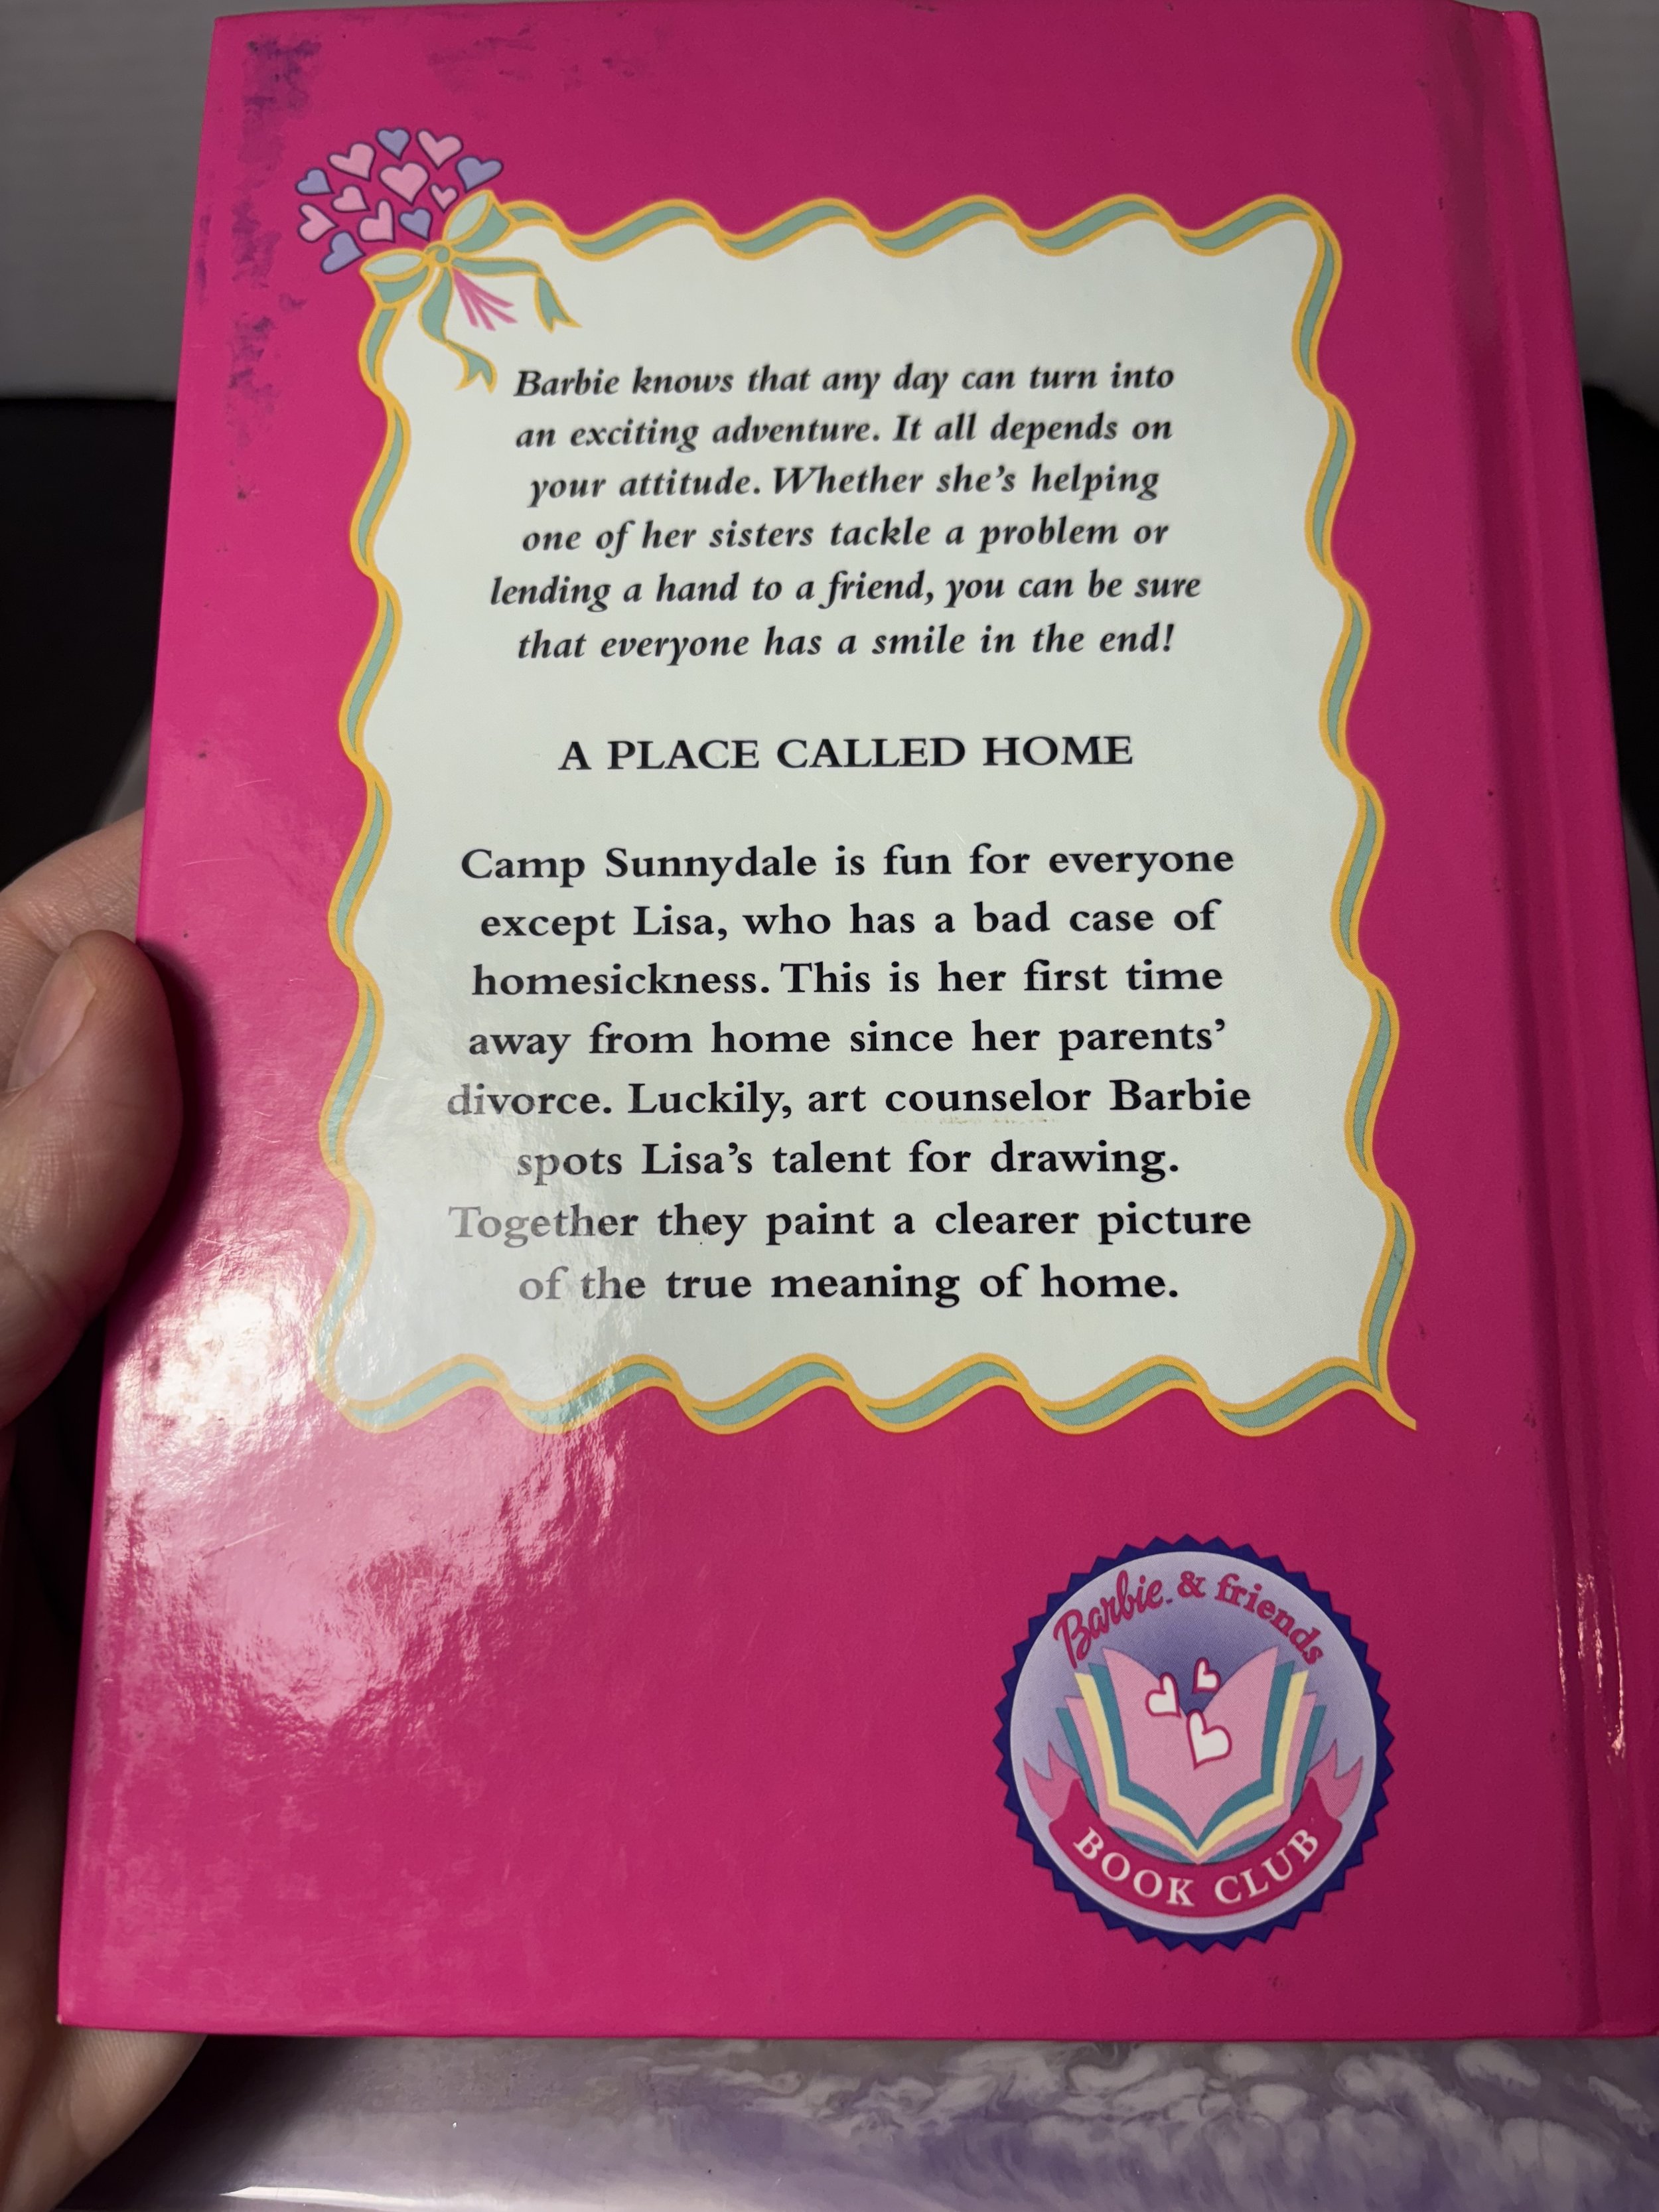 Barbie knows that any day can turn into
an exciting adventure. It all depends on
your attitude. Whether she's helping
one of her sisters tackle a problem or
lending a hand to a friend, you can be sure
that everyone has a smile in the end!
A PLACE CALLED HOME
Camp Sunnydale is fun for everyone
except Lisa, who has a bad case of
homesickness. This is her first time
away from home since her parents'
divorce. Luckily, art counselor Barbie
spots Lisa's talent for drawing.
Together they paint a clearer picture
of the true meaning of home.
Barbie & friends
BOOK CLUB